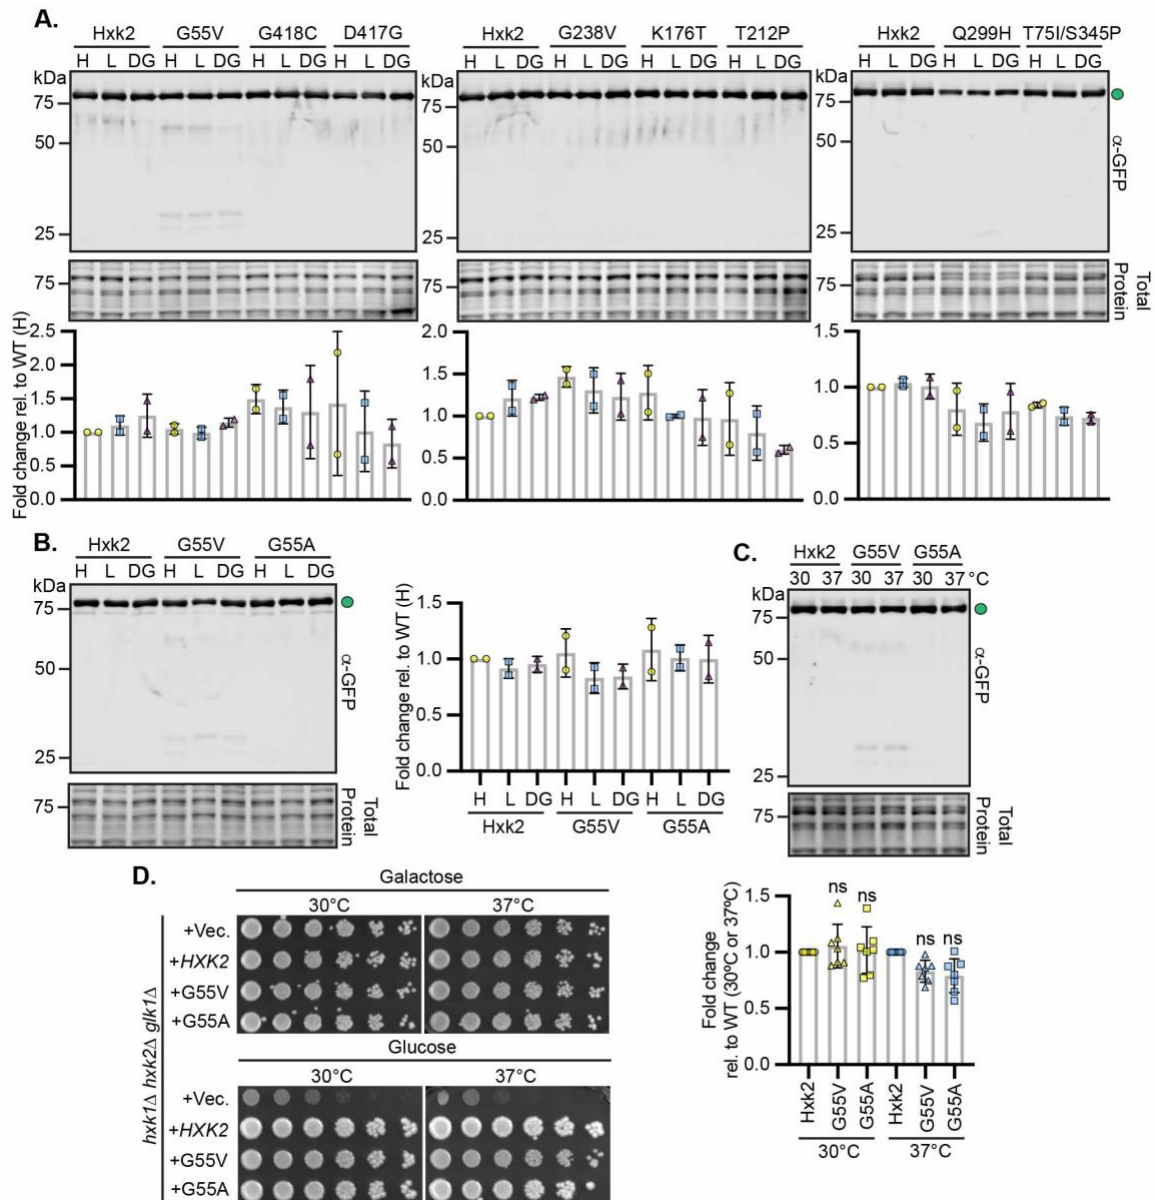 A.
Hxk2 G55V G418C D417G
H L DG H L DG H L DG H L DG
kDa
75
50
25
75
Hxk2 G238V K176T T212P
H L DG H L DG H L DG H L DG
kDa
75
50
25
75
Hxk2 Q299H T75I/S345P
H L DG H L DG H L DG
kDa
75
50
25
α-GFP
75
Total
Protein
Fold change rel. to WT (H)
2.5
2.0
1.5
1.0
0.5
0.0
2.0
1.5
1.0
0.5
0.0
1.5
1.0
0.5
0.0
B.
Hxk2 G55V G55A
H L DG H L DG H L DG
kDa
75
50
25
α-GFP
75
Total
Protein
Fold change rel. to WT (H)
1.5
1.0
0.5
0.0
H L DG H L DG H L DG
Hxk2 G55V G55A
C.
Hxk2 G55V G55A
30 37 30 37 30 37 °C
kDa
75
50
25
α-GFP
75
Total
Protein
Fold change
rel. to WT (30ºC or 37ºC)
1.5
1.0
0.5
0.0
ns ns ns ns
Hxk2 G55V G55A Hxk2 G55V G55A
30°C 37°C
D.
Galactose
30°C 37°C
hxk1Δ hxk2Δ glk1Δ
+Vec.
+HXK2
+G55V
+G55A
Glucose
30°C 37°C
+Vec.
+HXK2
+G55V
+G55A